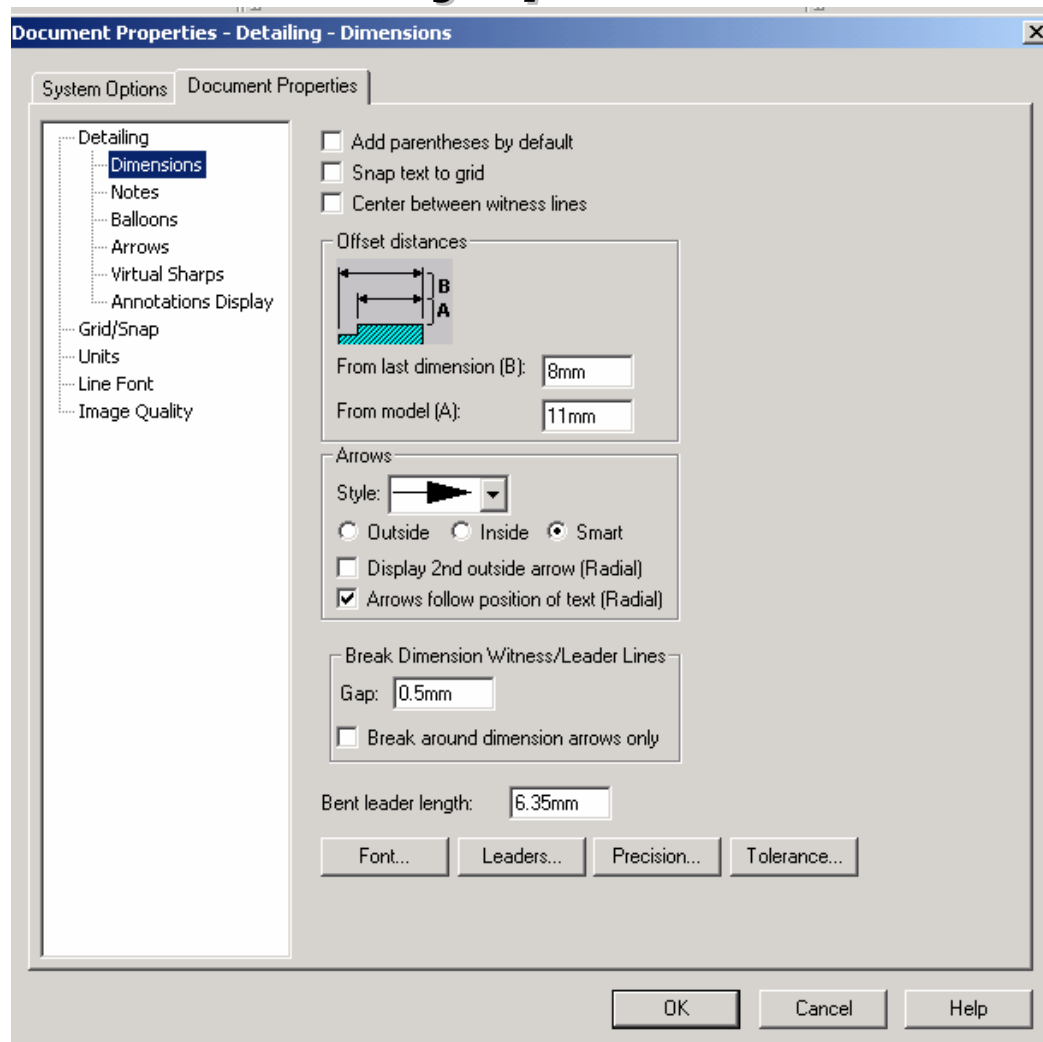 Document Properties - Detailing - Dimensions
System Options Document Properties
Detailing
Dimensions
Notes
Balloons
Arrows
Virtual Sharps
Annotations Display
Grid/Snap
Units
Line Font
Image Quality
Add parentheses by default
Snap text to grid
Center between witness lines
Offset distances
B
A
From last dimension (B): 8mm
From model (A): 11mm
Arrows
Style:
Outside Inside Smart
Display 2nd outside arrow (Radial)
Arrows follow position of text (Radial)
Break Dimension Witness/Leader Lines
Gap: 0.5mm
Break around dimension arrows only
Bent leader length: 6.35mm
Font... Leaders... Precision... Tolerance...
OK Cancel Help